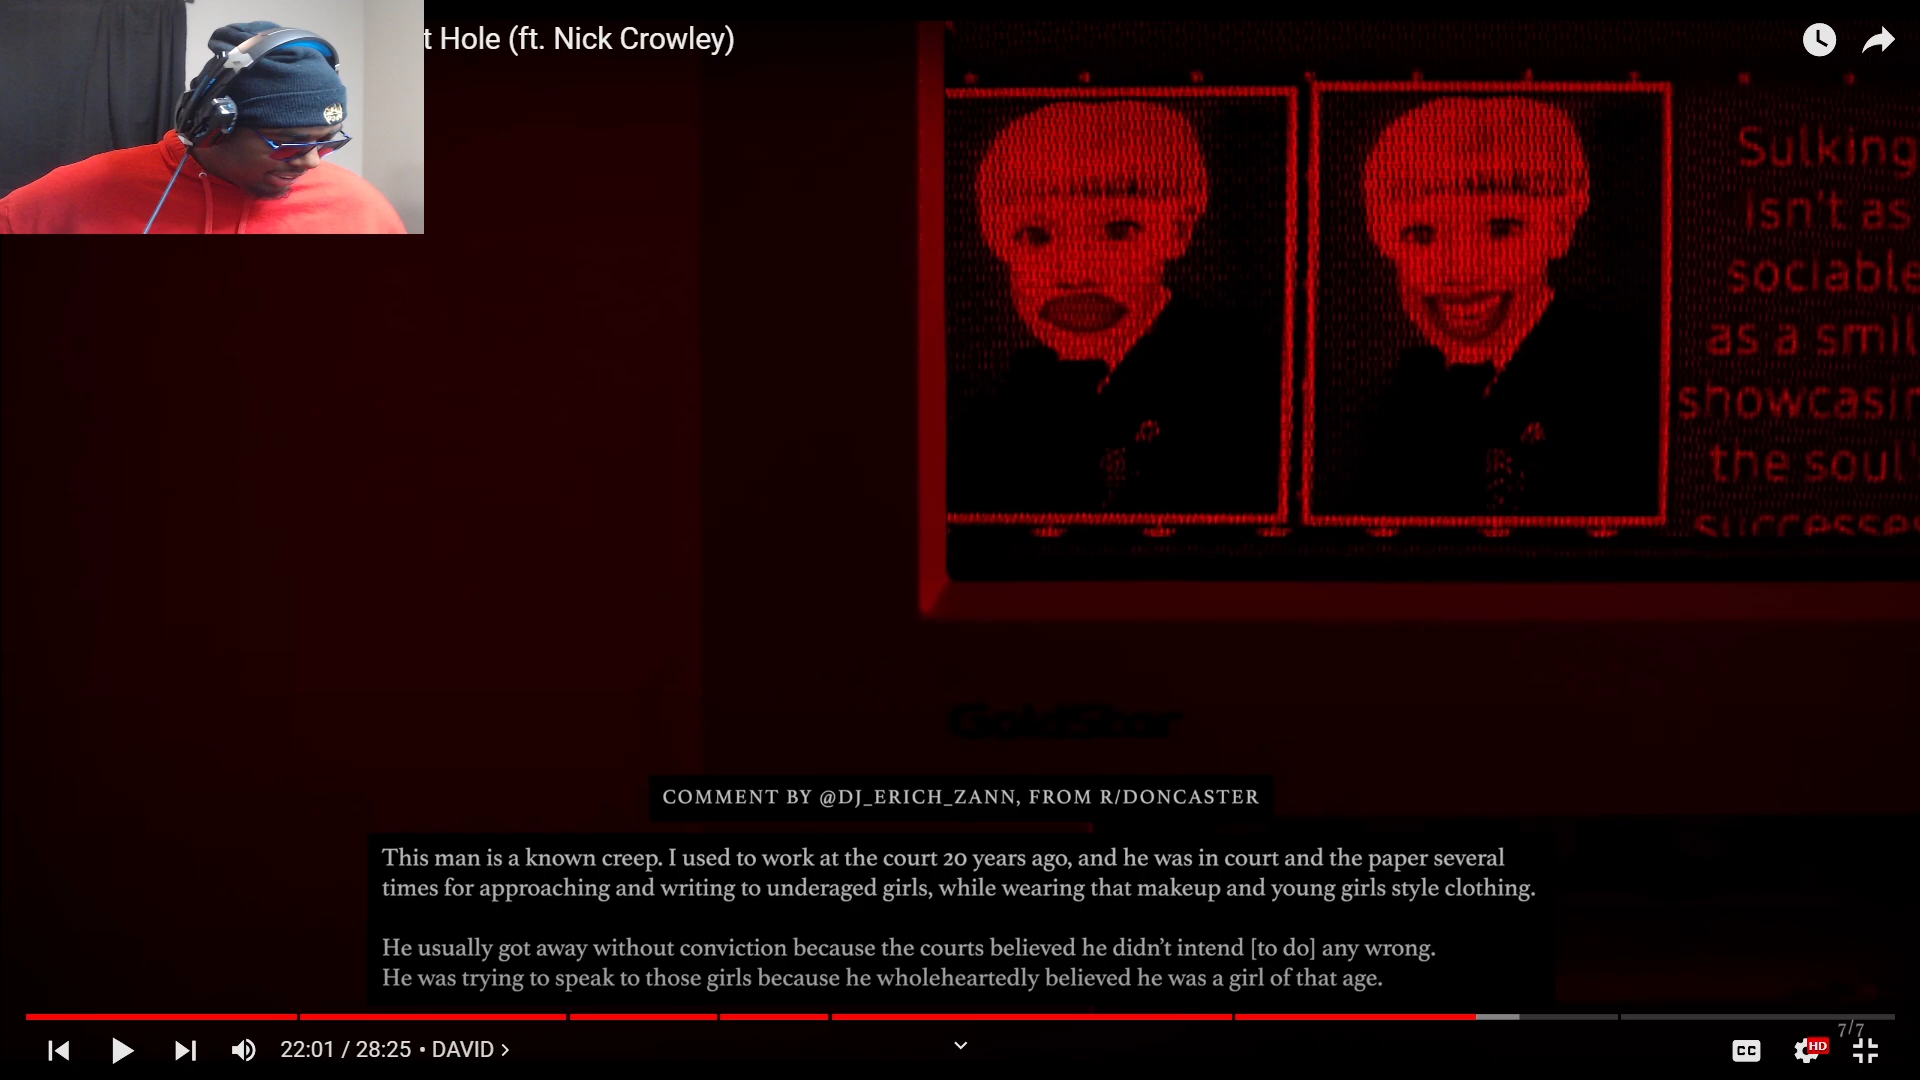 t Hole (ft. Nick Crowley)
Sulking
isn't as
sociable
as a smil
showcasin
the soul'
successes
GoldStar
COMMENT BY @DJ_ERICH_ZANN, FROM R/DONCASTER
This man is a known creep. I used to work at the court 20 years ago, and he was in court and the paper several
times for approaching and writing to underaged girls, while wearing that makeup and young girls style clothing.
He usually got away without conviction because the courts believed he didn't intend [to do] any wrong.
He was trying to speak to those girls because he wholeheartedly believed he was a girl of that age.
7/7
22:01 / 28:25 • DAVID ›
CC
HD